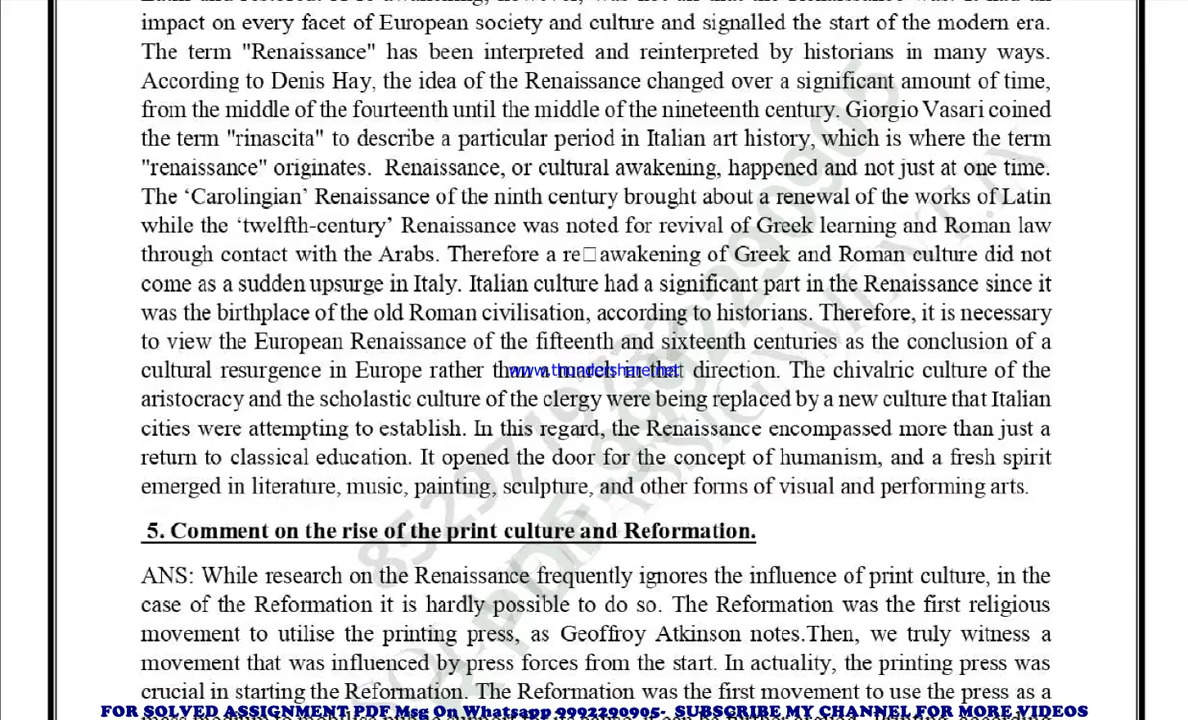 impact on every facet of European society and culture and signalled the start of the modern era.
The term "Renaissance" has been interpreted and reinterpreted by historians in many ways.
According to Denis Hay, the idea of the Renaissance changed over a significant amount of time,
from the middle of the fourteenth until the middle of the nineteenth century. Giorgio Vasari coined
the term "rinascita" to describe a particular period in Italian art history, which is where the term
"renaissance" originates. Renaissance, or cultural awakening, happened and not just at one time.
The ‘Carolingian’ Renaissance of the ninth century brought about a renewal of the works of Latin
while the ‘twelfth-century’ Renaissance was noted for revival of Greek learning and Roman law
through contact with the Arabs. Therefore a re□awakening of Greek and Roman culture did not
come as a sudden upsurge in Italy. Italian culture had a significant part in the Renaissance since it
was the birthplace of the old Roman civilisation, according to historians. Therefore, it is necessary
to view the European Renaissance of the fifteenth and sixteenth centuries as the conclusion of a
cultural resurgence in Europe rather than a in that direction. The chivalric culture of the
www.thundershare.net
aristocracy and the scholastic culture of the clergy were being replaced by a new culture that Italian
cities were attempting to establish. In this regard, the Renaissance encompassed more than just a
return to classical education. It opened the door for the concept of humanism, and a fresh spirit
emerged in literature, music, painting, sculpture, and other forms of visual and performing arts.
5. Comment on the rise of the print culture and Reformation.
ANS: While research on the Renaissance frequently ignores the influence of print culture, in the
case of the Reformation it is hardly possible to do so. The Reformation was the first religious
movement to utilise the printing press, as Geoffroy Atkinson notes.Then, we truly witness a
movement that was influenced by press forces from the start. In actuality, the printing press was
crucial in starting the Reformation. The Reformation was the first movement to use the press as a
FOR SOLVED ASSIGNMENT PDF Msg On Whatsapp 9992290905- SUBSCRIBE MY CHANNEL FOR MORE VIDEOS